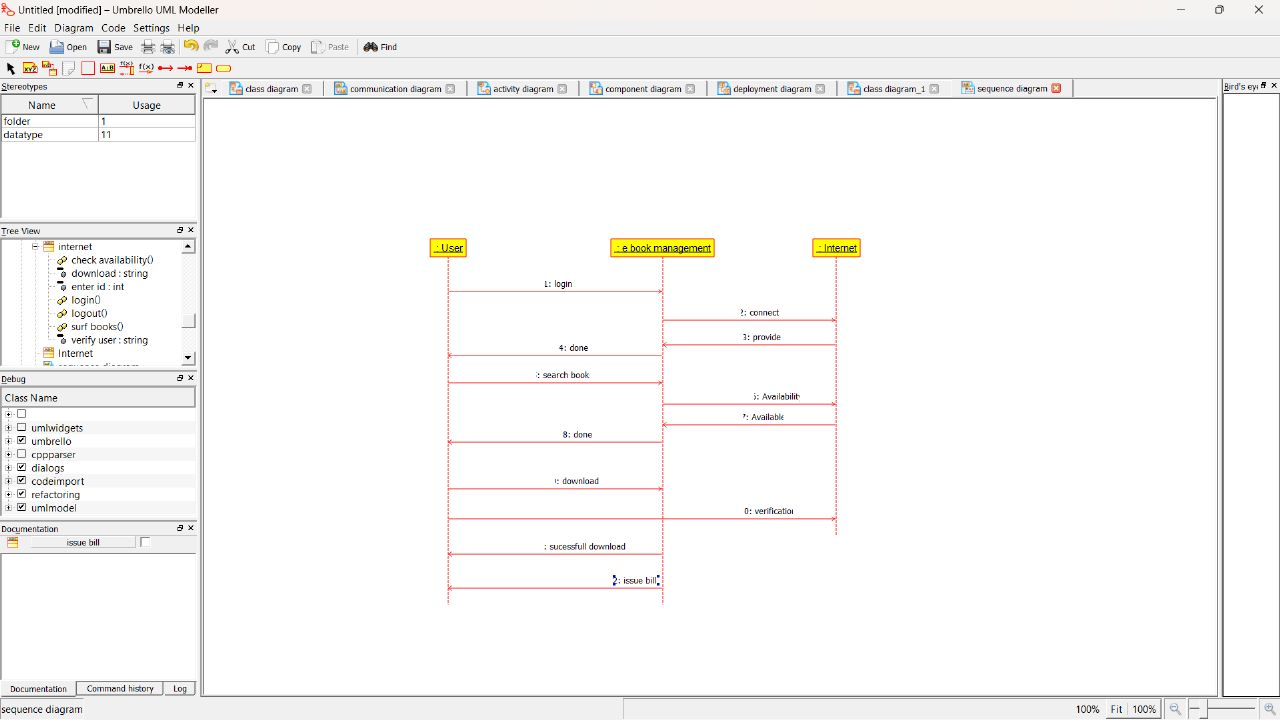 Untitled [modified] – Umbrello UML Modeller
File Edit Diagram Code Settings Help
New Open Save Cut Copy Paste Find
Stereotypes
Name Usage
folder 1
datatype 11
Tree View
internet
check availability()
download : string
enter id : int
login()
logout()
surf books()
verify user : string
Internet
Debug
Class Name
umlwidgets
umbrello
cppparser
dialogs
codeimport
refactoring
umlmodel
Documentation
issue bill
Documentation Command history Log
sequence diagram
class diagram communication diagram activity diagram component diagram deployment diagram class diagram_1 sequence diagram
: User : e book management : Internet
1: login
2: connect
3: provide
4: done
: search book
: Availabilit
: Available
8: done
: download
0: verification
: sucessfull download
2: issue bill
Bird's eye
100% Fit 100%